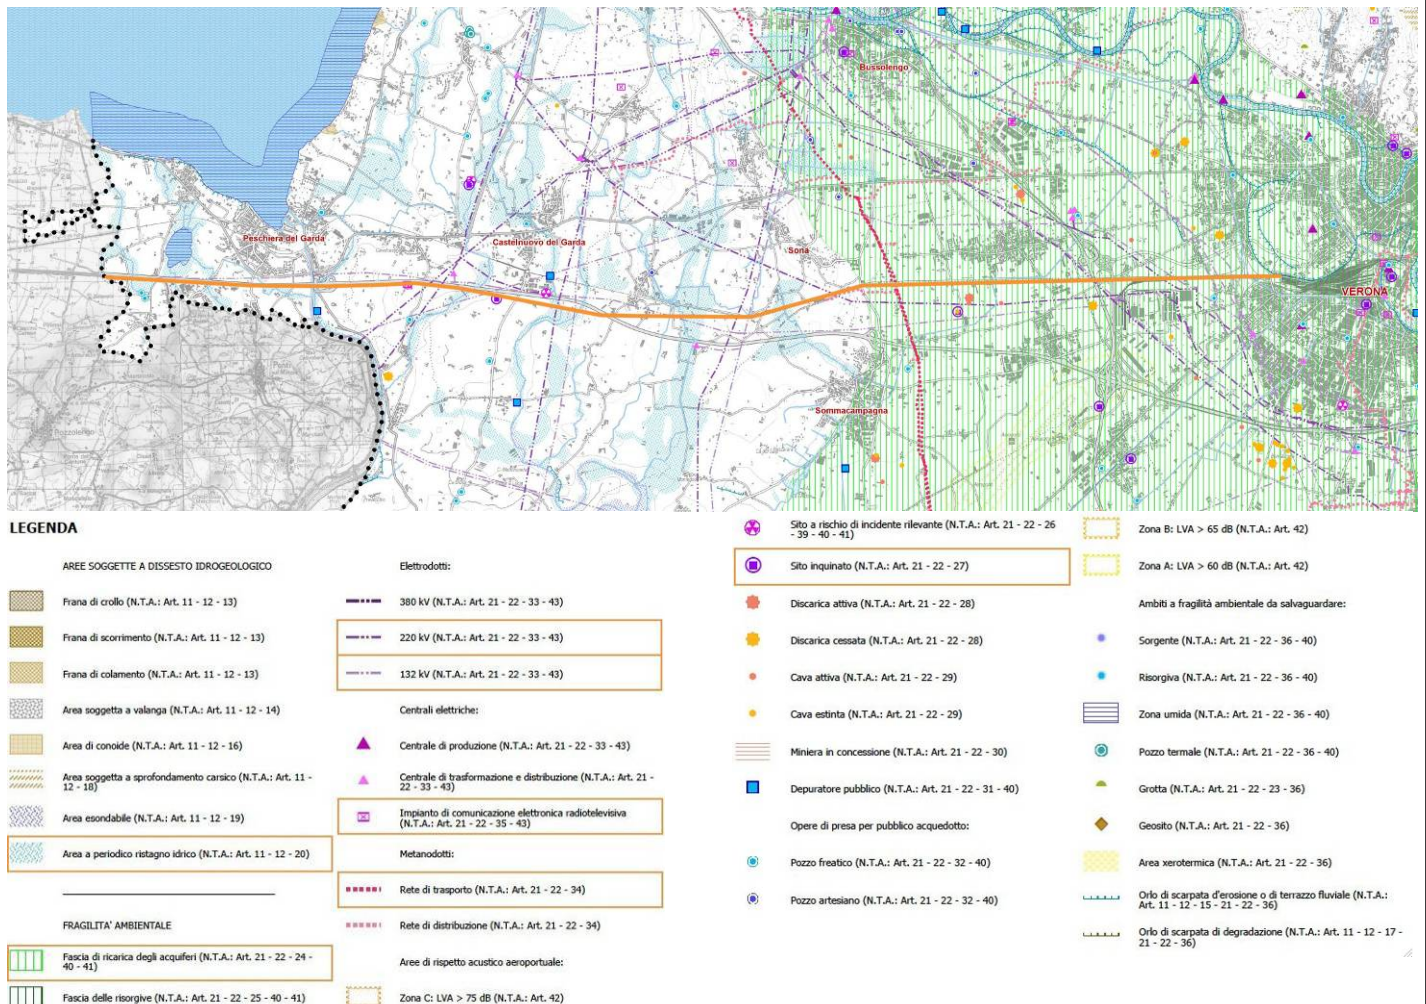 Bussolengo
Peschiera del Garda
Castelnuovo del Garda
Sona
VERONA
Sommacampagna
Pozzolengo
LEGENDA
AREE SOGGETTE A DISSESTO IDROGEOLOGICO
Frana di crollo (N.T.A.: Art. 11 - 12 - 13)
Frana di scorrimento (N.T.A.: Art. 11 - 12 - 13)
Frana di colamento (N.T.A.: Art. 11 - 12 - 13)
Area soggetta a valanga (N.T.A.: Art. 11 - 12 - 14)
Area di conoide (N.T.A.: Art. 11 - 12 - 16)
Area soggetta a sprofondamento carsico (N.T.A.: Art. 11 -
12 - 18)
Area esondabile (N.T.A.: Art. 11 - 12 - 19)
Area a periodico ristagno idrico (N.T.A.: Art. 11 - 12 - 20)
FRAGILITA' AMBIENTALE
Fascia di ricarica degli acquiferi (N.T.A.: Art. 21 - 22 - 24 -
40 - 41)
Fascia delle risorgive (N.T.A.: Art. 21 - 22 - 25 - 40 - 41)
Elettrodotti:
380 kV (N.T.A.: Art. 21 - 22 - 33 - 43)
220 kV (N.T.A.: Art. 21 - 22 - 33 - 43)
132 kV (N.T.A.: Art. 21 - 22 - 33 - 43)
Centrali elettriche:
Centrale di produzione (N.T.A.: Art. 21 - 22 - 33 - 43)
Centrale di trasformazione e distribuzione (N.T.A.: Art. 21 -
22 - 33 - 43)
Impianto di comunicazione elettronica radiotelevisiva
(N.T.A.: Art. 21 - 22 - 35 - 43)
Metanodotti:
Rete di trasporto (N.T.A.: Art. 21 - 22 - 34)
Rete di distribuzione (N.T.A.: Art. 21 - 22 - 34)
Aree di rispetto acustico aeroportuale:
Zona C: LVA > 75 dB (N.T.A.: Art. 42)
Sito a rischio di incidente rilevante (N.T.A.: Art. 21 - 22 - 26
- 39 - 40 - 41)
Sito inquinato (N.T.A.: Art. 21 - 22 - 27)
Discarica attiva (N.T.A.: Art. 21 - 22 - 28)
Discarica cessata (N.T.A.: Art. 21 - 22 - 28)
Cava attiva (N.T.A.: Art. 21 - 22 - 29)
Cava estinta (N.T.A.: Art. 21 - 22 - 29)
Miniera in concessione (N.T.A.: Art. 21 - 22 - 30)
Depuratore pubblico (N.T.A.: Art. 21 - 22 - 31 - 40)
Opere di presa per pubblico acquedotto:
Pozzo freatico (N.T.A.: Art. 21 - 22 - 32 - 40)
Pozzo artesiano (N.T.A.: Art. 21 - 22 - 32 - 40)
Zona B: LVA > 65 dB (N.T.A.: Art. 42)
Zona A: LVA > 60 dB (N.T.A.: Art. 42)
Ambiti a fragilità ambientale da salvaguardare:
Sorgente (N.T.A.: Art. 21 - 22 - 36 - 40)
Risorgiva (N.T.A.: Art. 21 - 22 - 36 - 40)
Zona umida (N.T.A.: Art. 21 - 22 - 36 - 40)
Pozzo termale (N.T.A.: Art. 21 - 22 - 36 - 40)
Grotta (N.T.A.: Art. 21 - 22 - 23 - 36)
Geosito (N.T.A.: Art. 21 - 22 - 36)
Area xerotermica (N.T.A.: Art. 21 - 22 - 36)
Orlo di scarpata d'erosione o di terrazzo fluviale (N.T.A.:
Art. 11 - 12 - 15 - 21 - 22 - 36)
Orlo di scarpata di degradazione (N.T.A.: Art. 11 - 12 - 17 -
21 - 22 - 36)